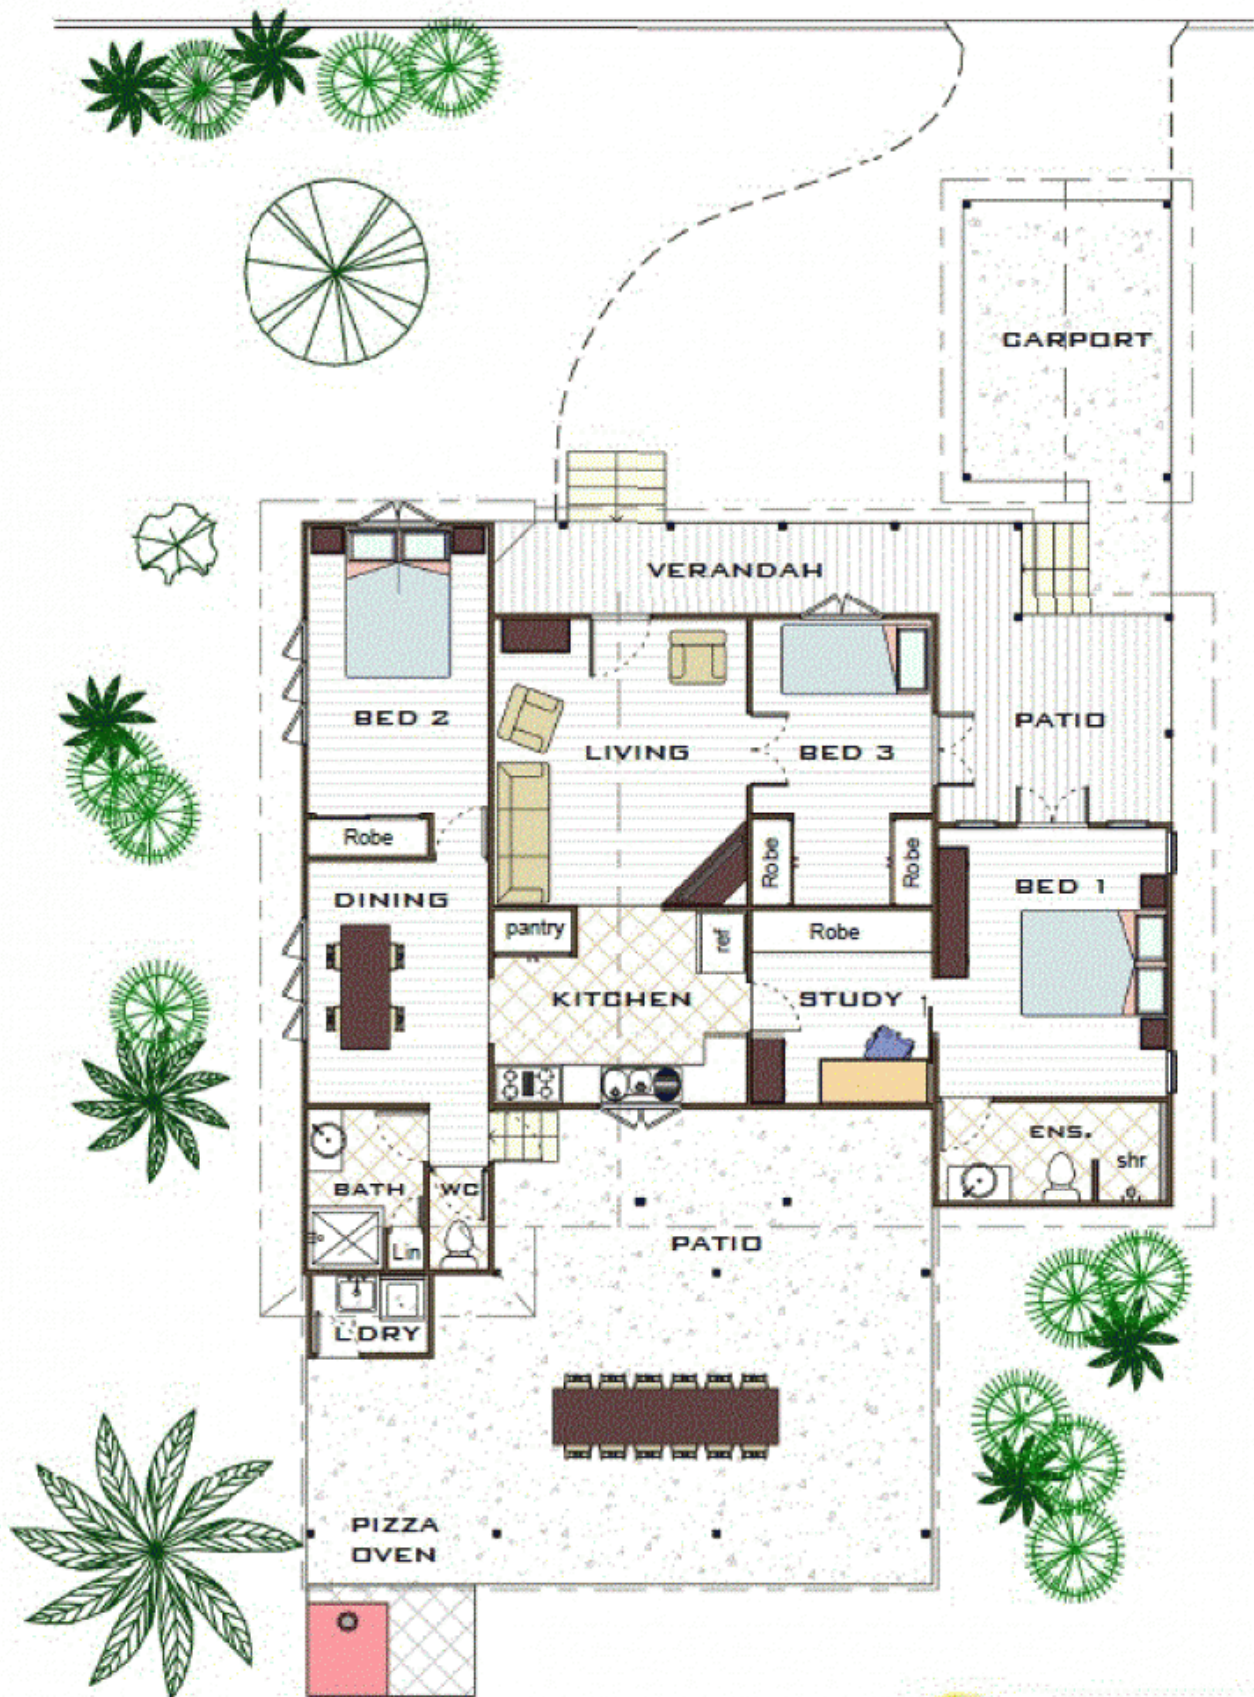 CARPORT
VERANDAH
BED 2
LIVING
BED 3
PATIO
Robe
Robe
Robe
DINING
BED 1
pantry
ref
Robe
KITCHEN
STUDY
ENS.
shr
BATH
WC
Lin
PATIO
LDRY
PIZZA
OVEN